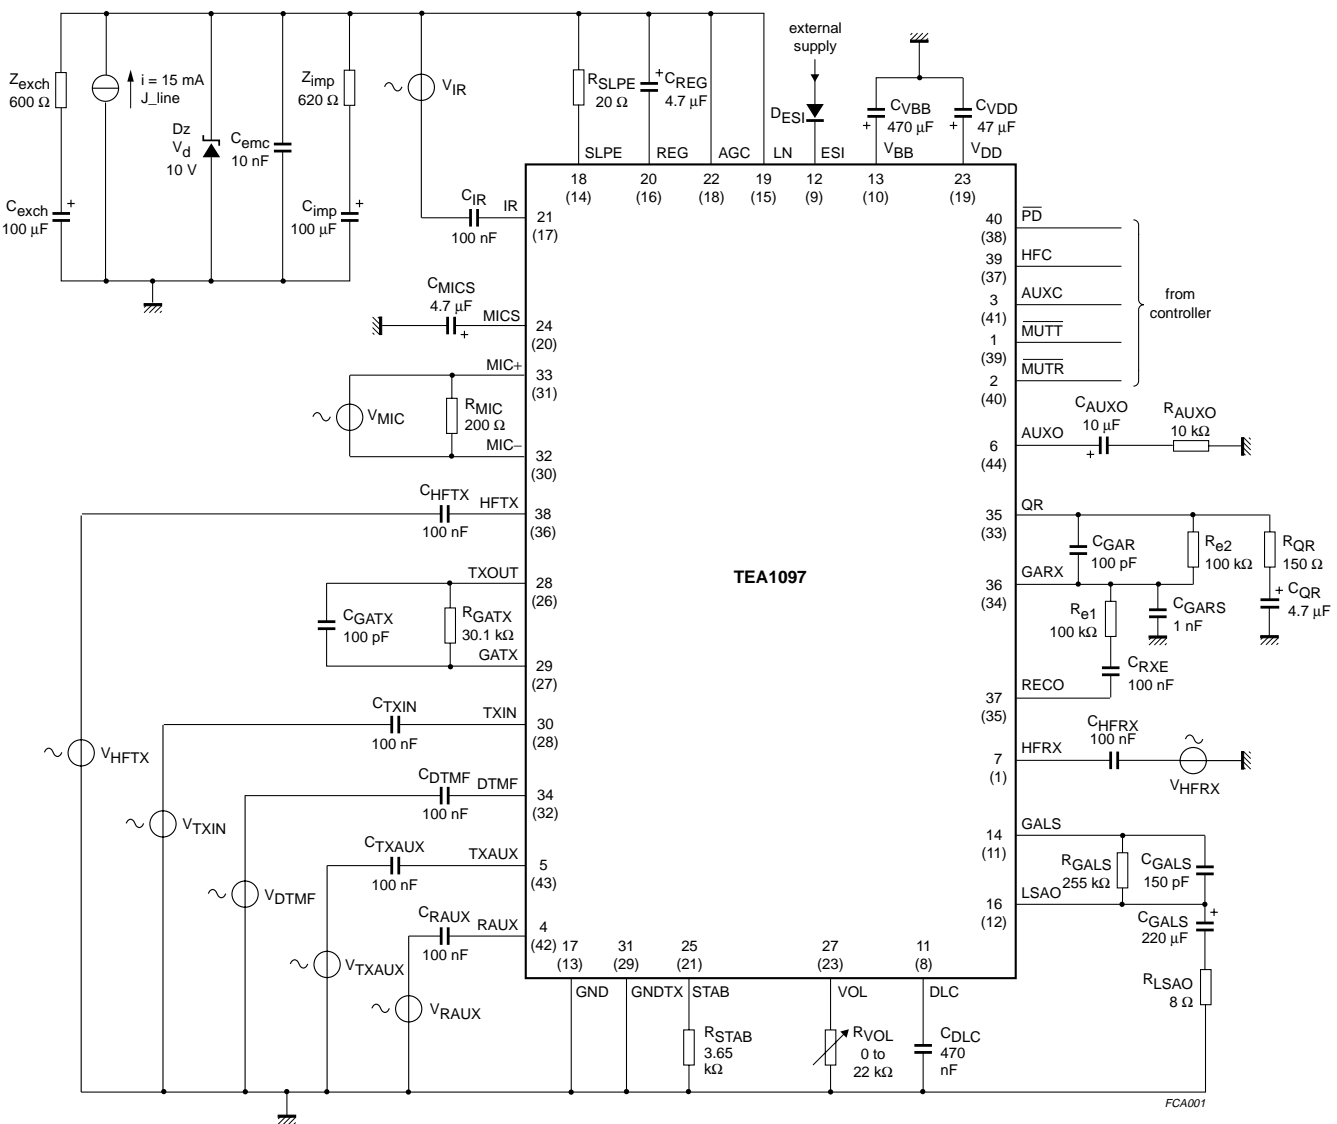 external
supply
Zexch
600 Ω
i = 15 mA
J_line
Zimp
620 Ω
VIR
RSLPE
20 Ω
+
CREG
4.7 µF
DESI
CVBB
470 µF
+
CVDD
47 µF
+
Dz
Vd
10 V
Cemc
10 nF
SLPE
REG
AGC
LN
ESI
VBB
VDD
18
(14)
20
(16)
22
(18)
19
(15)
12
(9)
13
(10)
23
(19)
Cexch
100 µF
+
Cimp
100 µF
+
CIR
100 nF
IR
21
(17)
40
(38)
PD
39
(37)
HFC
3
(41)
AUXC
1
(39)
MUTT
2
(40)
MUTR
from
controller
CMICS
4.7 µF
+
MICS
24
(20)
MIC+
33
(31)
VMIC
RMIC
200 Ω
MIC−
32
(30)
6
(44)
AUXO
CAUXO
10 µF
+
RAUXO
10 kΩ
CHFTX
100 nF
HFTX
38
(36)
35
(33)
QR
CGAR
100 pF
Re2
100 kΩ
RQR
150 Ω
TEA1097
TXOUT
28
(26)
CGATX
100 pF
RGATX
30.1 kΩ
GATX
29
(27)
36
(34)
GARX
Re1
100 kΩ
CGARS
1 nF
+
CQR
4.7 µF
CRXE
100 nF
37
(35)
RECO
CTXIN
100 nF
TXIN
30
(28)
VHFTX
7
(1)
HFRX
CHFRX
100 nF
VHFRX
CDTMF
100 nF
DTMF
34
(32)
VTXIN
14
(11)
GALS
RGALS
255 kΩ
CGALS
150 pF
CTXAUX
100 nF
TXAUX
5
(43)
VDTMF
16
(12)
LSAO
CGALS
220 µF
+
CRAUX
100 nF
RAUX
4
(42)
VTXAUX
VRAUX
17
(13)
31
(29)
25
(21)
27
(23)
11
(8)
GND
GNDTX
STAB
VOL
DLC
RLSAO
8 Ω
RSTAB
3.65
kΩ
RVOL
0 to
22 kΩ
CDLC
470
nF
FCA001